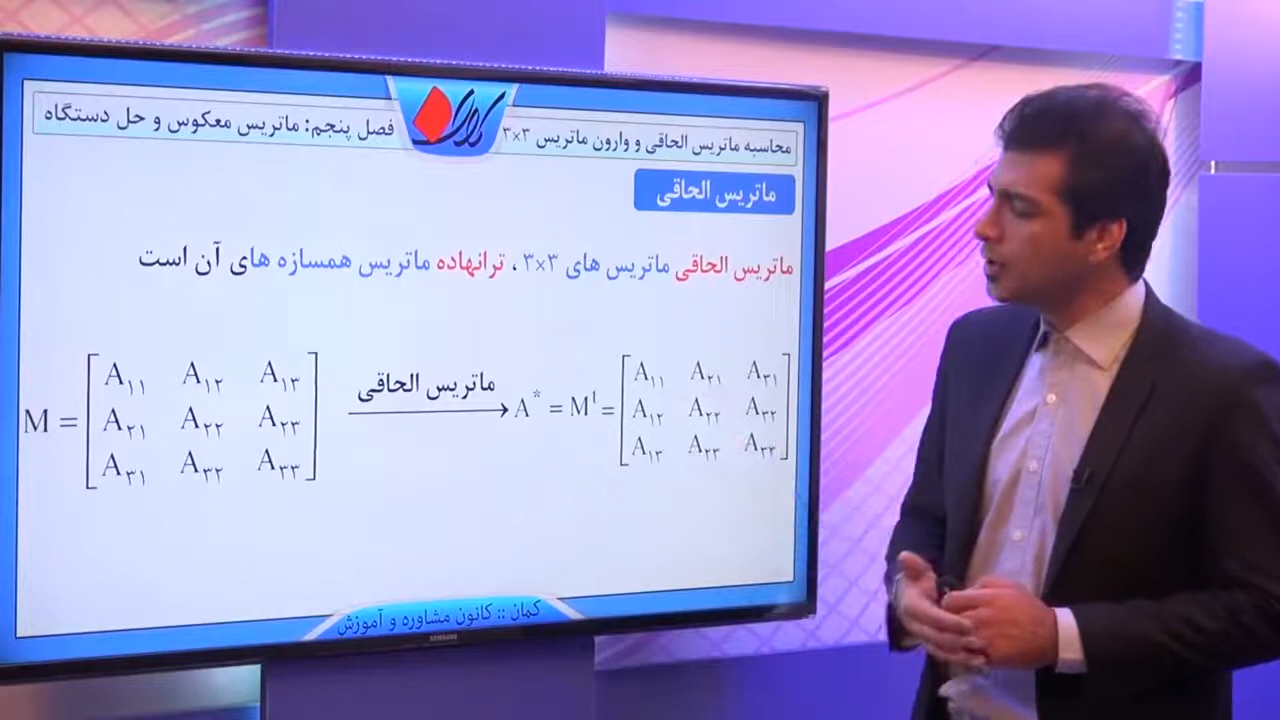 محاسبه ماتریس الحاقی و وارون ماتریس ۳×۳
فصل پنجم: ماتریس معکوس و حل دستگاه
ماتریس الحاقی
ماتریس الحاقی ماتریس های ۳×۳ ، ترانهاده ماتریس همسازه های آن است
M = [ A۱۱ A۱۲ A۱۳
A۲۱ A۲۲ A۲۳
A۳۱ A۳۲ A۳۳ ]
ماتریس الحاقی
A* = Mᵗ = [ A۱۱ A۲۱ A۳۱
A۱۲ A۲۲ A۳۲
A۱۳ A۲۳ A۳۳ ]
کمان :: کانون مشاوره و آموزش
SAMSUNG